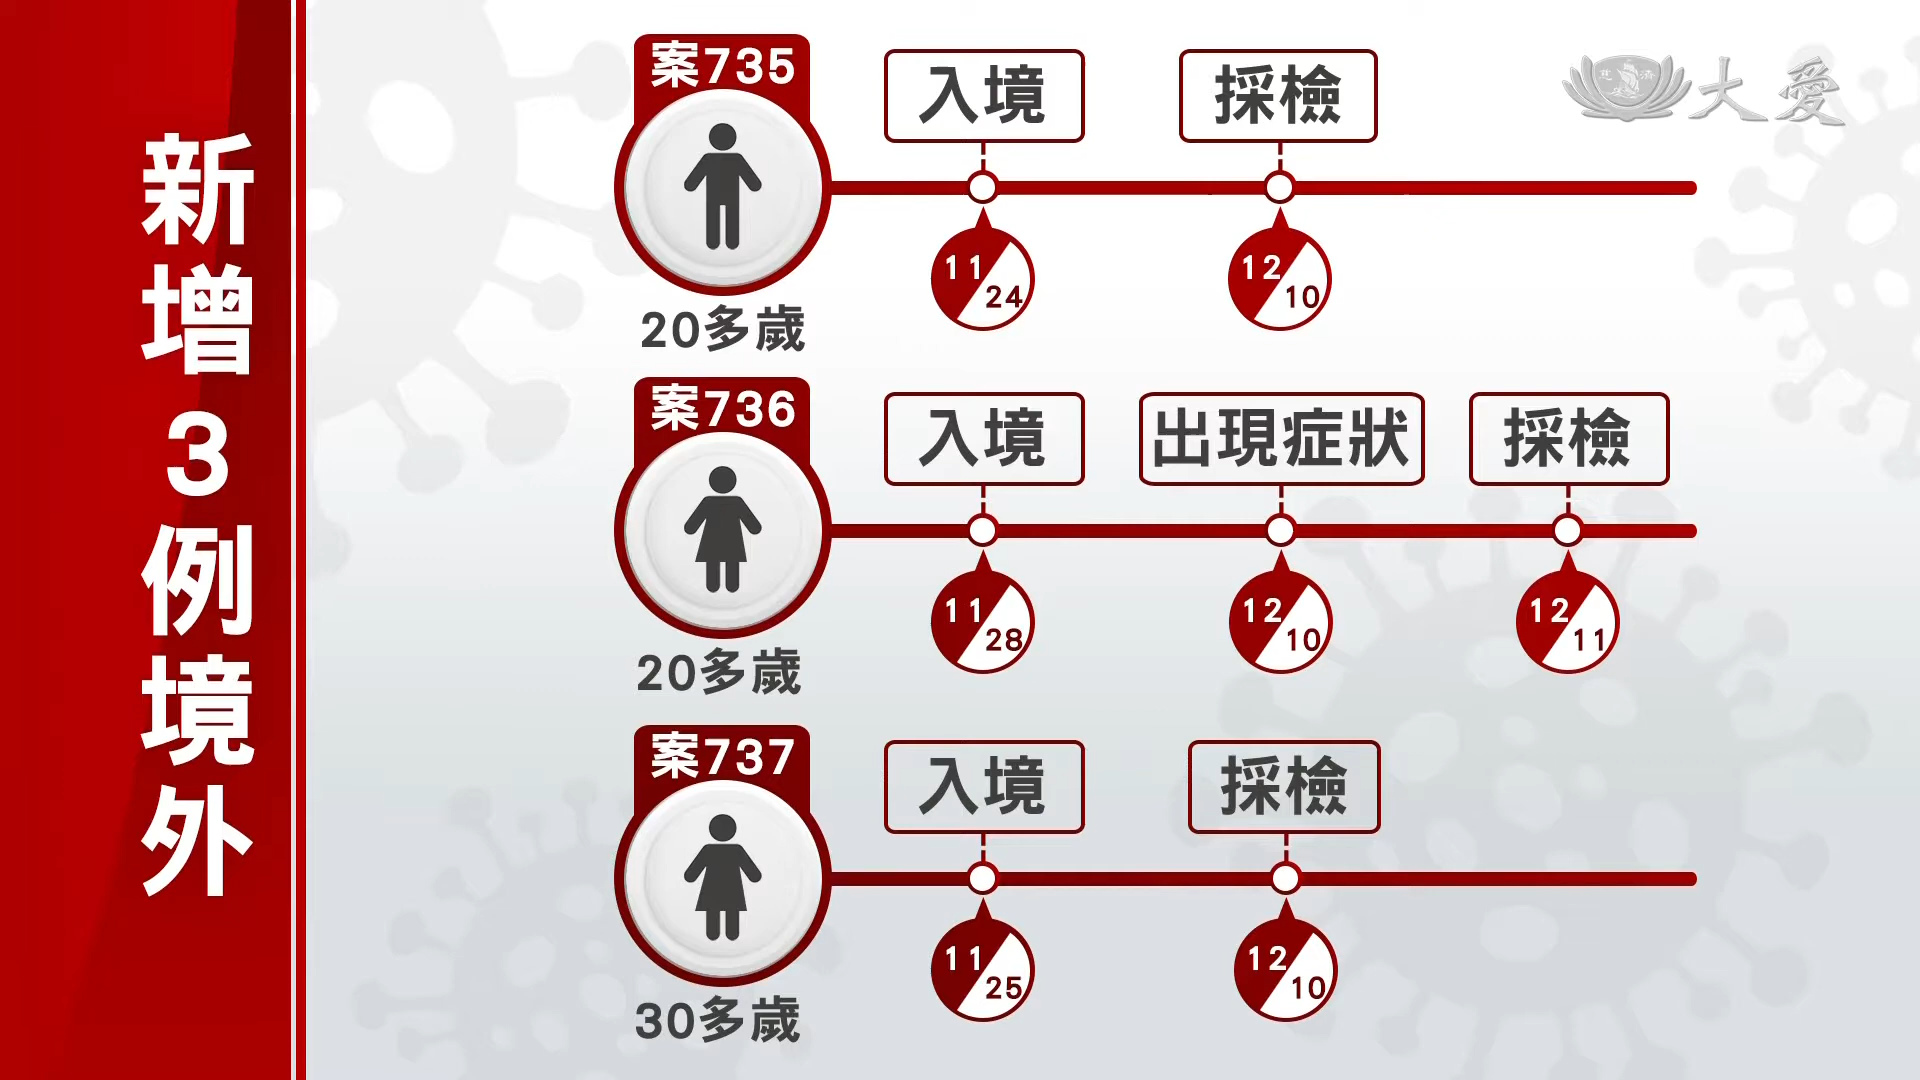 新增3例境外
大愛
案735
入境
採檢
11/24
12/10
20多歲
案736
入境
出現症狀
採檢
11/28
12/10
12/11
20多歲
案737
入境
採檢
11/25
12/10
30多歲